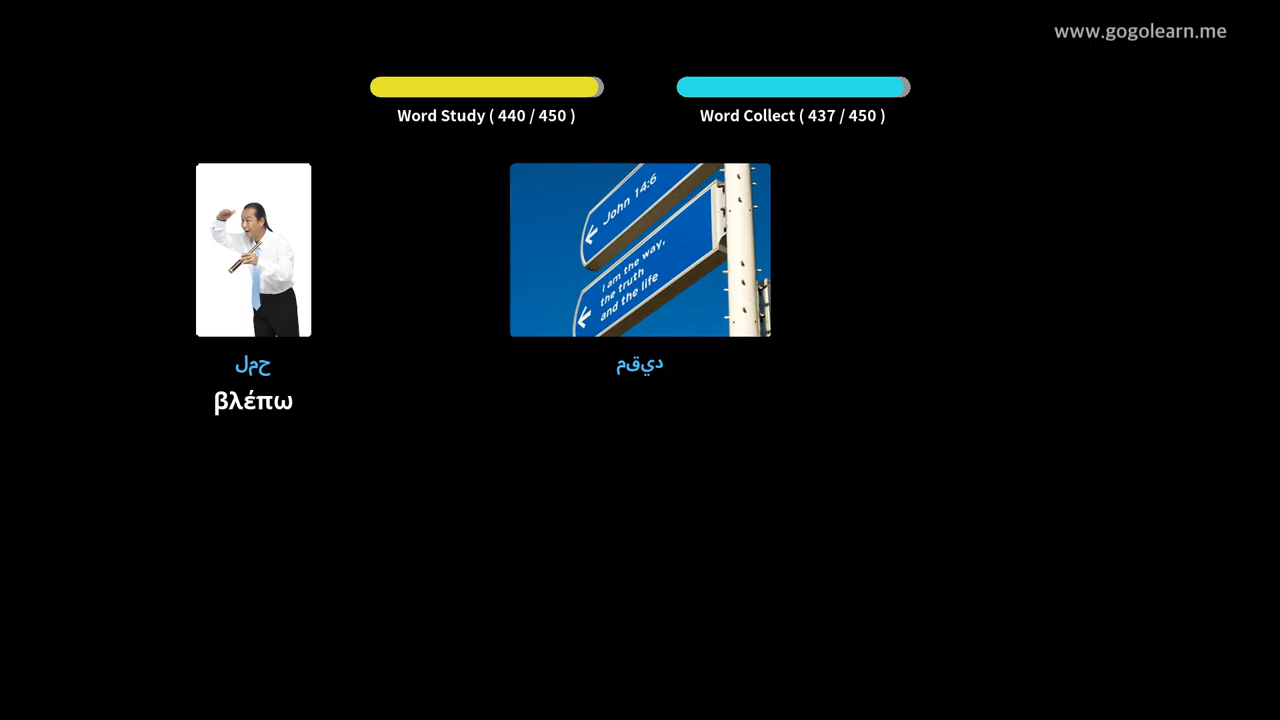 www.gogolearn.me
Word Study ( 440 / 450 )
Word Collect ( 437 / 450 )
John 14:6
I am the way,
the truth
and the life
حمل
βλέπω
ديقم